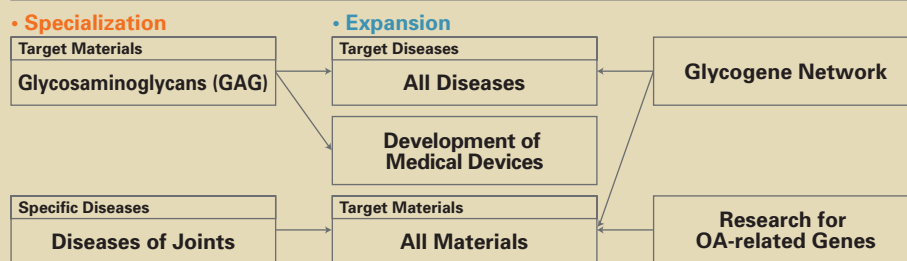 • Specialization
• Expansion
Target Materials
Glycosaminoglycans (GAG)
Target Diseases
All Diseases
Glycogene Network
Development of
Medical Devices
Specific Diseases
Diseases of Joints
Target Materials
All Materials
Research for
OA-related Genes